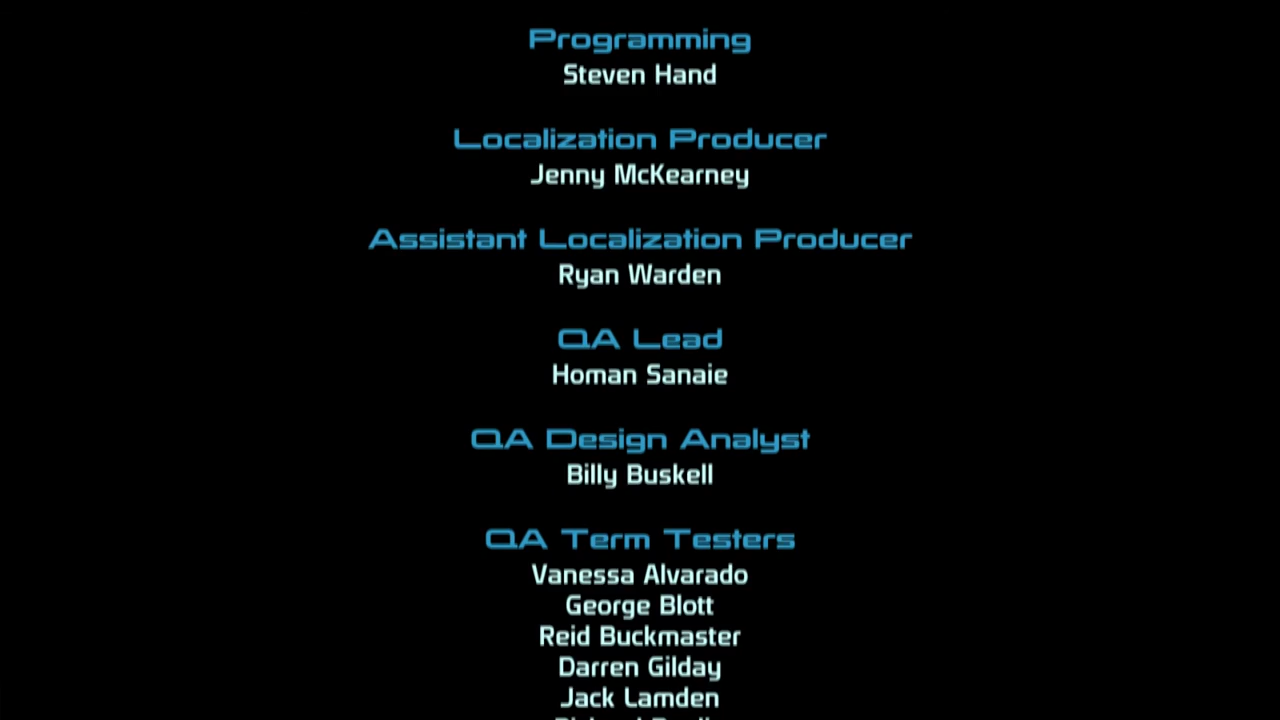 Programming
Steven Hand
Localization Producer
Jenny McKearney
Assistant Localization Producer
Ryan Warden
QA Lead
Homan Sanaie
QA Design Analyst
Billy Buskell
QA Term Testers
Vanessa Alvarado
George Blott
Reid Buckmaster
Darren Gilday
Jack Lamden